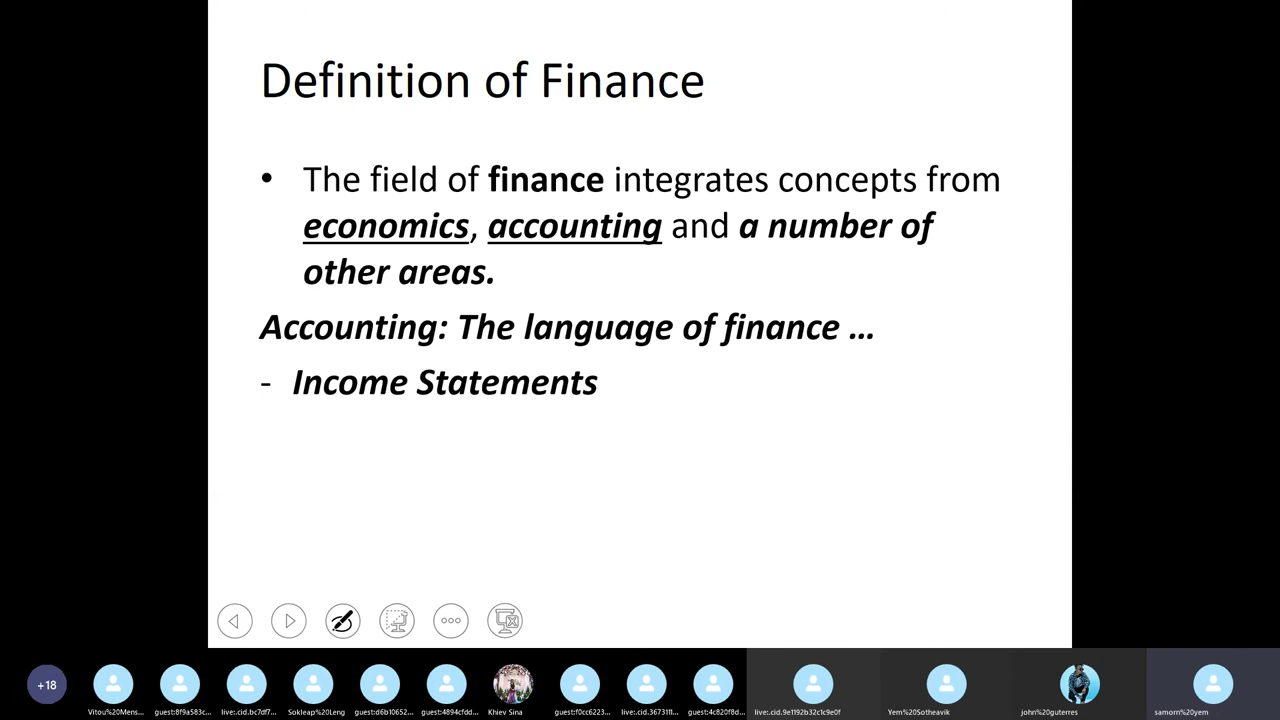 Definition of Finance
• The field of finance integrates concepts from
economics, accounting and a number of
other areas.
Accounting: The language of finance ...
- Income Statements
+18
Vitou%20Mens...
guest:8f9a583c...
live:.cid.bc7df7...
Sokleap%20Leng
guest:d6b10652...
guest:4894cfdd...
Khiev Sina
guest:f0cc6223...
live:.cid.367311...
guest:4c820f8d...
live:.cid.9e1192b32c1c9e0f
Yem%20Sotheavik
john%20guterres
samorn%20yem